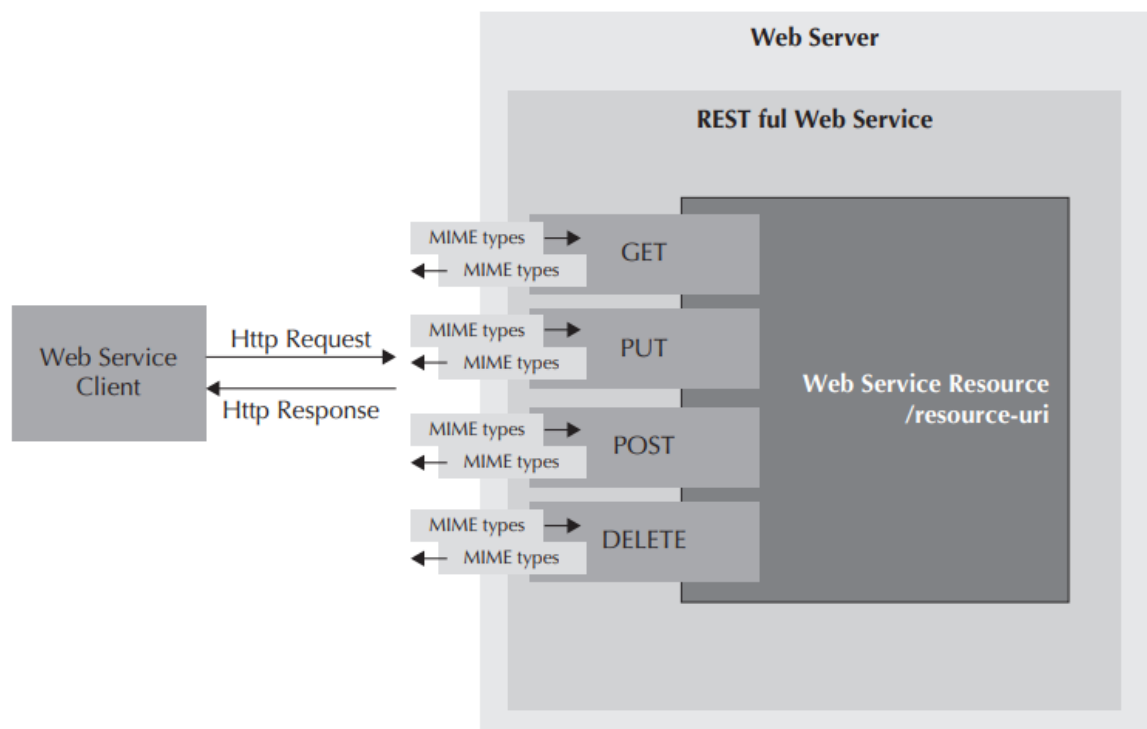 Web Server
REST ful Web Service
MIME types
GET
MIME types
Http Request
Web Service
Client
Http Response
MIME types
PUT
MIME types
Web Service Resource
/resource-uri
MIME types
POST
MIME types
MIME types
DELETE
MIME types